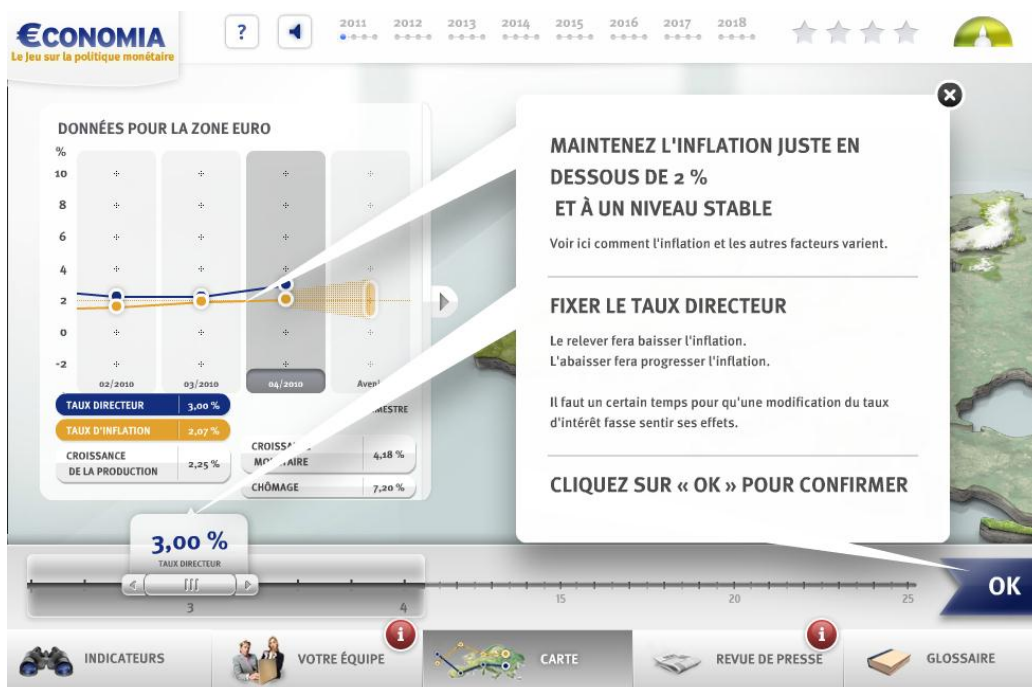 €CONOMIA
Le Jeu sur la politique monétaire
?
2011 2012 2013 2014 2015 2016 2017 2018
DONNÉES POUR LA ZONE EURO
%
10
8
6
4
2
0
-2
02/2010 03/2010 04/2010
TAUX DIRECTEUR 3,00 %
TAUX D'INFLATION 2,07 %
CROISSANCE
DE LA PRODUCTION 2,25 %
4,18 %
CHÔMAGE 7,20 %
MAINTENEZ L'INFLATION JUSTE EN
DESSOUS DE 2 %
ET À UN NIVEAU STABLE
Voir ici comment l'inflation et les autres facteurs varient.
FIXER LE TAUX DIRECTEUR
Le relever fera baisser l'inflation.
L'abaisser fera progresser l'inflation.
Il faut un certain temps pour qu'une modification du taux
d'intérêt fasse sentir ses effets.
CLIQUEZ SUR « OK » POUR CONFIRMER
3,00 %
TAUX DIRECTEUR
3 4 15 20 25
OK
INDICATEURS
VOTRE ÉQUIPE
i
CARTE
REVUE DE PRESSE
i
GLOSSAIRE